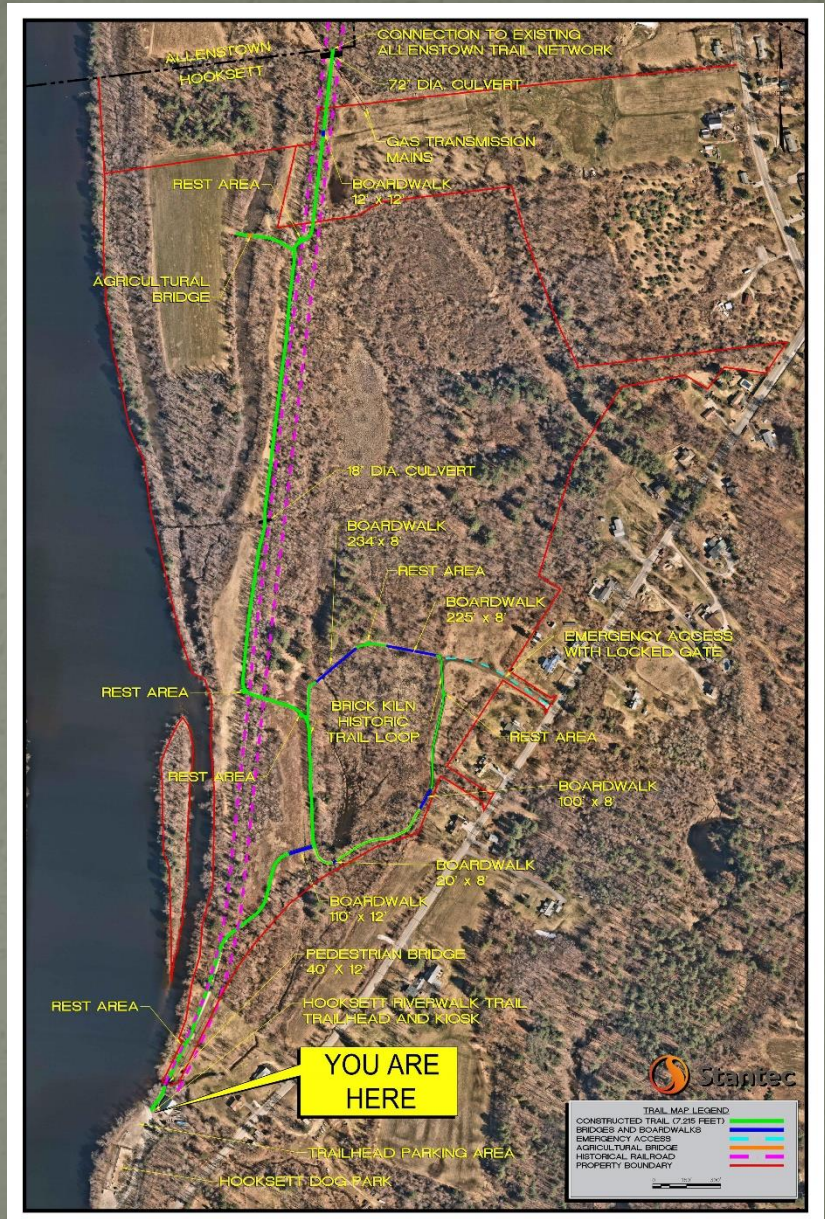 CONNECTION TO EXISTING
ALLENSTOWN TRAIL NETWORK
ALLENSTOWN
HOOKSETT
72" DIA. CULVERT
GAS TRANSMISSION
MAINS
REST AREA
BOARDWALK
12' x 12'
AGRICULTURAL
BRIDGE
18" DIA. CULVERT
BOARDWALK
234' x 8'
REST AREA
BOARDWALK
225' x 8'
EMERGENCY ACCESS
WITH LOCKED GATE
REST AREA
BRICK KILN
HISTORIC
TRAIL LOOP
REST AREA
REST AREA
BOARDWALK
100' x 8'
BOARDWALK
20' x 8'
BOARDWALK
110' x 12'
PEDESTRIAN BRIDGE
40' X 12'
REST AREA
HOOKSETT RIVERWALK TRAIL
TRAILHEAD AND KIOSK
YOU ARE
HERE
TRAILHEAD PARKING AREA
HOOKSETT DOG PARK
Stantec
TRAIL MAP LEGEND
CONSTRUCTED TRAIL (7,215 FEET)
BRIDGES AND BOARDWALKS
EMERGENCY ACCESS
AGRICULTURAL BRIDGE
HISTORICAL RAILROAD
PROPERTY BOUNDARY